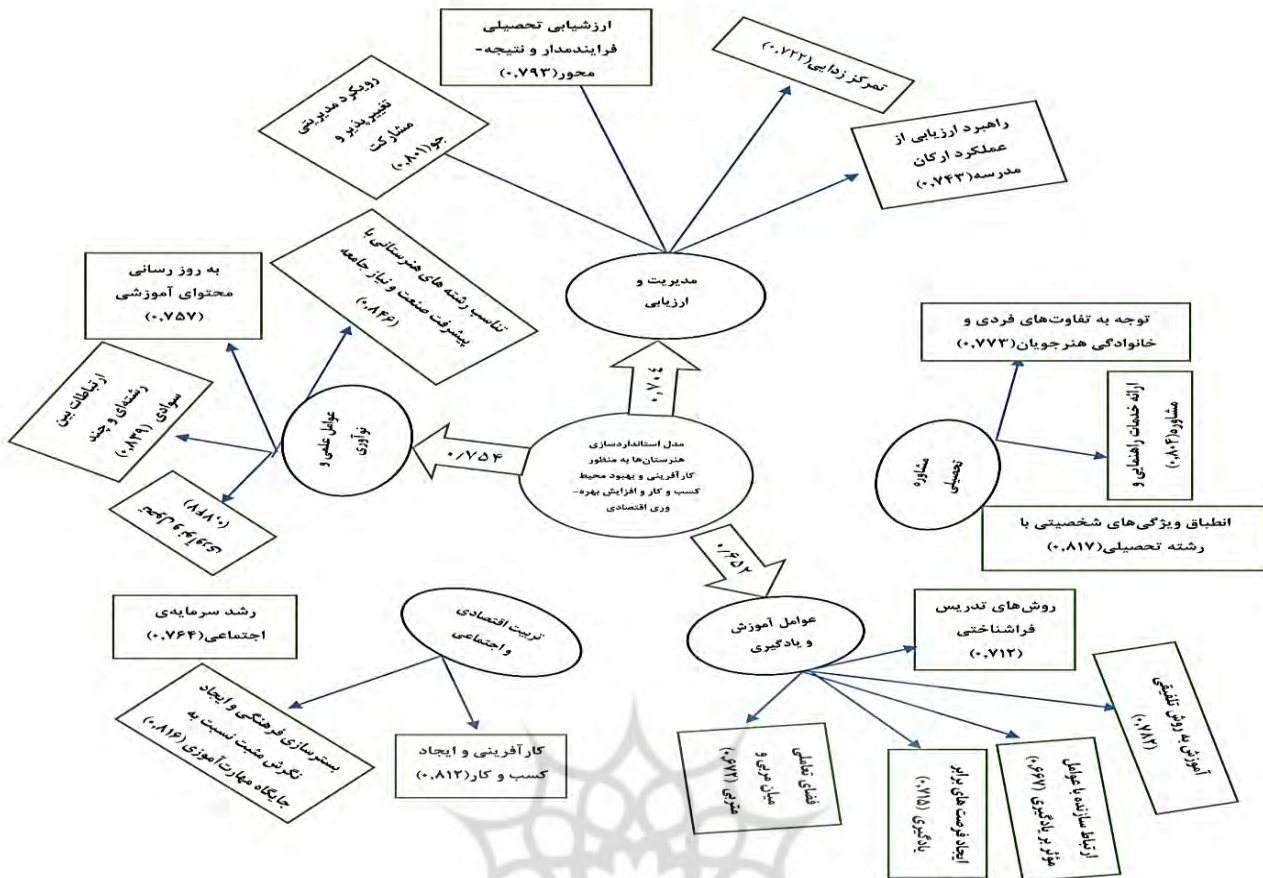 ارزشیابی تحصیلی
فرایندمدار و نتیجه-
محور(۰,۷۹۳)
تمرکز زدایی(۰,۷۲۲)
رویکرد مدیریتی
تغییرپذیر و
مشارکت
جو(۰,۸۰۱)
راهبرد ارزیابی از
عملکرد ارکان
مدرسه(۰,۷۴۳)
مدیریت و
ارزیابی
تناسب رشته های هنرستانی با
پیشرفت صنعت و نیاز جامعه
(۰,۸۴۶)
به روز رسانی
محتوای آموزشی
(۰,۷۵۷)
ارتباطات بین
رشته‌ای و چند
سوادی (۰,۸۳۹)
تحول و نوآوری
(۰,۷۴۷)
عوامل علمی و
نوآوری
۰/۷۵۴
۰,۷۰۴
مدل استانداردسازی
هنرستان‌ها به منظور
کارآفرینی و بهبود محیط
کسب و کار و افزایش بهره-
وری اقتصادی
۰/۶۵۲
توجه به تفاوت‌های فردی و
خانوادگی هنرجویان(۰,۷۷۳)
ارائه خدمات راهنمایی و
مشاوره(۰,۸۰۴)
مشاوره
تحصیلی
انطباق ویژگی‌های شخصیتی با
رشته تحصیلی(۰,۸۱۷)
تربیت اقتصادی
و اجتماعی
رشد سرمایه‌ی
اجتماعی(۰,۷۶۴)
بسترسازی فرهنگی و ایجاد
نگرش مثبت نسبت به
جایگاه مهارت‌آموزی (۰,۸۱۶)
کارآفرینی و ایجاد
کسب و کار(۰,۸۱۲)
عوامل آموزش
و یادگیری
روش‌های تدریس
فراشناختی
(۰,۷۱۲)
آموزش به روش تلفیقی
(۰,۷۸۲)
ارتباط سازنده با عوامل
مؤثر بر یادگیری (۰,۶۶۷)
ایجاد فرصت های برابر
یادگیری (۰,۷۱۵)
فضای تعاملی
میان مربی و
متربی (۰,۶۷۲)